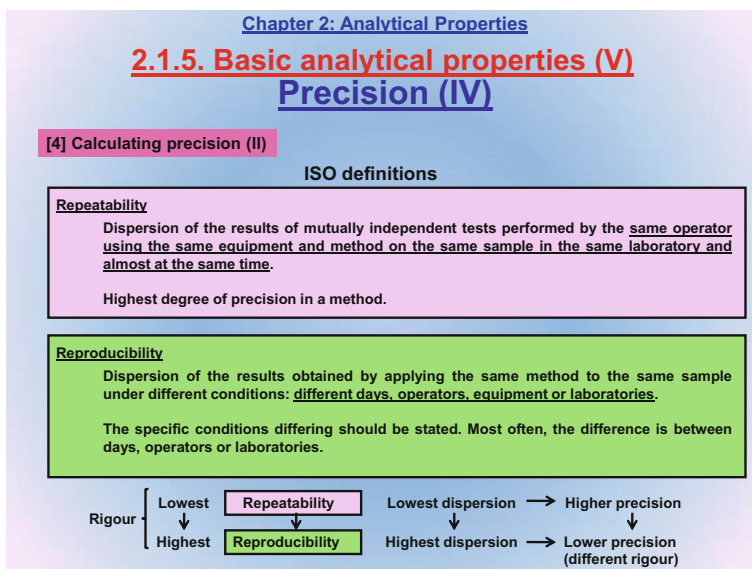 Chapter 2: Analytical Properties
2.1.5. Basic analytical properties (V)
Precision (IV)
[4] Calculating precision (II)
ISO definitions
Repeatability
Dispersion of the results of mutually independent tests performed by the same operator
using the same equipment and method on the same sample in the same laboratory and
almost at the same time.
Highest degree of precision in a method.
Reproducibility
Dispersion of the results obtained by applying the same method to the same sample
under different conditions: different days, operators, equipment or laboratories.
The specific conditions differing should be stated. Most often, the difference is between
days, operators or laboratories.
Rigour
Lowest Repeatability Lowest dispersion Higher precision
Highest Reproducibility Highest dispersion Lower precision
(different rigour)